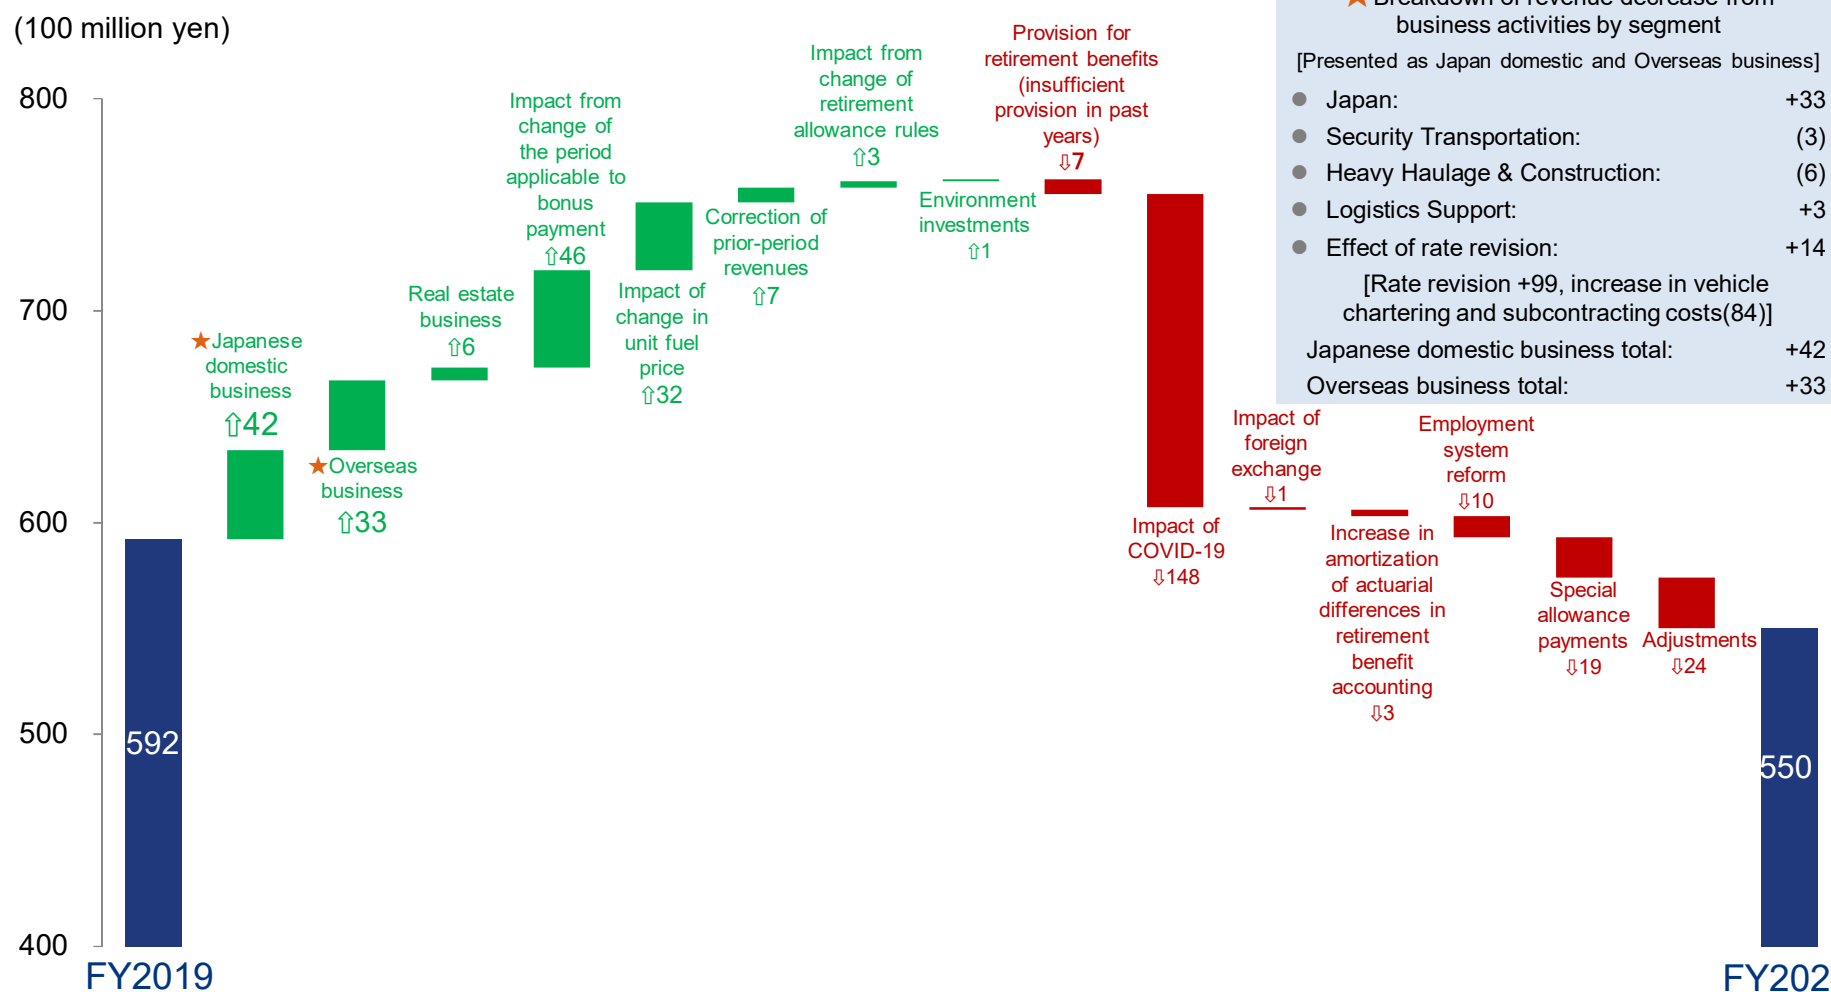 (100 million yen)
800
700
600
500
400
592
FY2019
★Japanese
domestic
business
⇧42
★Overseas
business
⇧33
Real estate
business
⇧6
Impact from
change of
the period
applicable to
bonus
payment
⇧46
Impact of
change in
unit fuel
price
⇧32
Correction of
prior-period
revenues
⇧7
Impact from
change of
retirement
allowance rules
⇧3
Environment
investments
⇧1
Provision for
retirement benefits
(insufficient
provision in past
years)
⇩7
Impact of
COVID-19
⇩148
Impact of
foreign
exchange
⇩1
Increase in
amortization
of actuarial
differences in
retirement
benefit
accounting
⇩3
Employment
system
reform
⇩10
Special
allowance
payments
⇩19
Adjustments
⇩24
550
FY202
★Breakdown of revenue decrease from
business activities by segment
[Presented as Japan domestic and Overseas business]
● Japan: +33
● Security Transportation: (3)
● Heavy Haulage & Construction: (6)
● Logistics Support: +3
● Effect of rate revision: +14
[Rate revision +99, increase in vehicle
chartering and subcontracting costs(84)]
Japanese domestic business total: +42
Overseas business total: +33